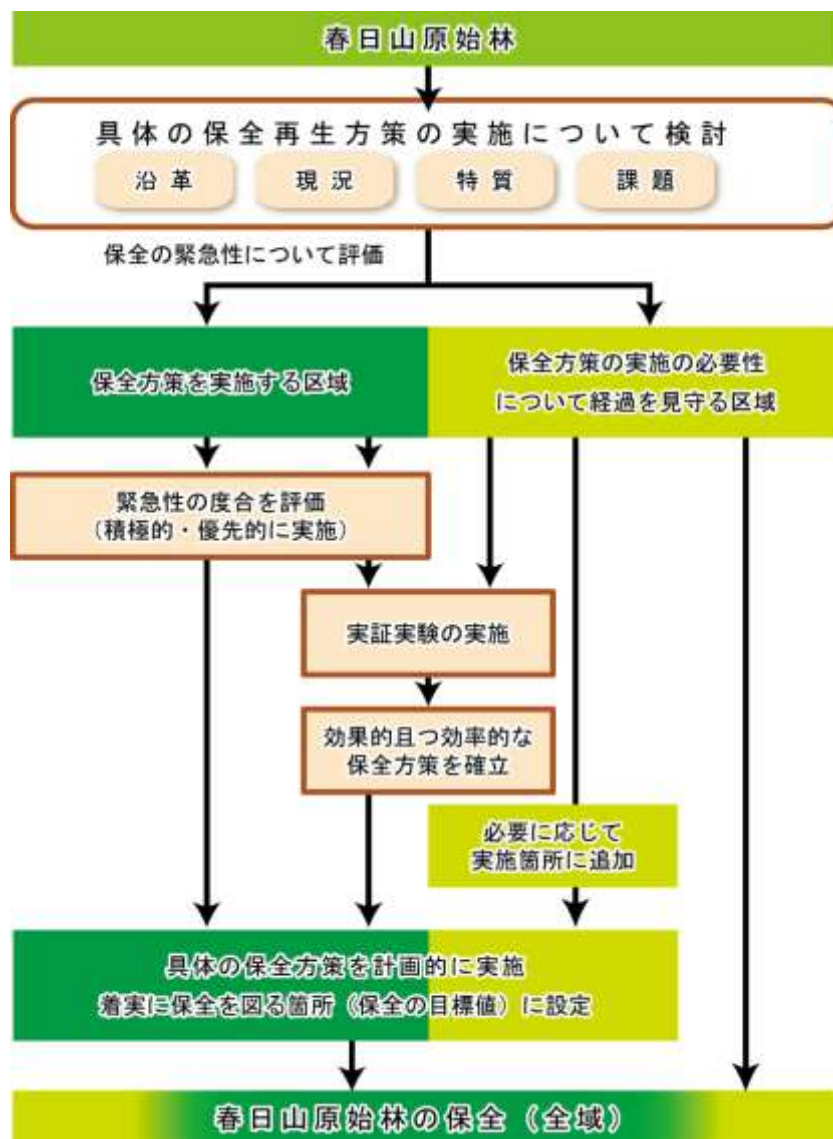 春日山原始林
具体の保全再生方策の実施について検討
沿革
現況
特質
課題
保全の緊急性について評価
保全方策を実施する区域
保全方策の実施の必要性
について経過を見守る区域
緊急性の度合を評価
（積極的・優先的に実施）
実証実験の実施
効果的且つ効率的な
保全方策を確立
必要に応じて
実施箇所に追加
具体の保全方策を計画的に実施
着実に保全を図る箇所（保全の目標値）に設定
春日山原始林の保全（全域）